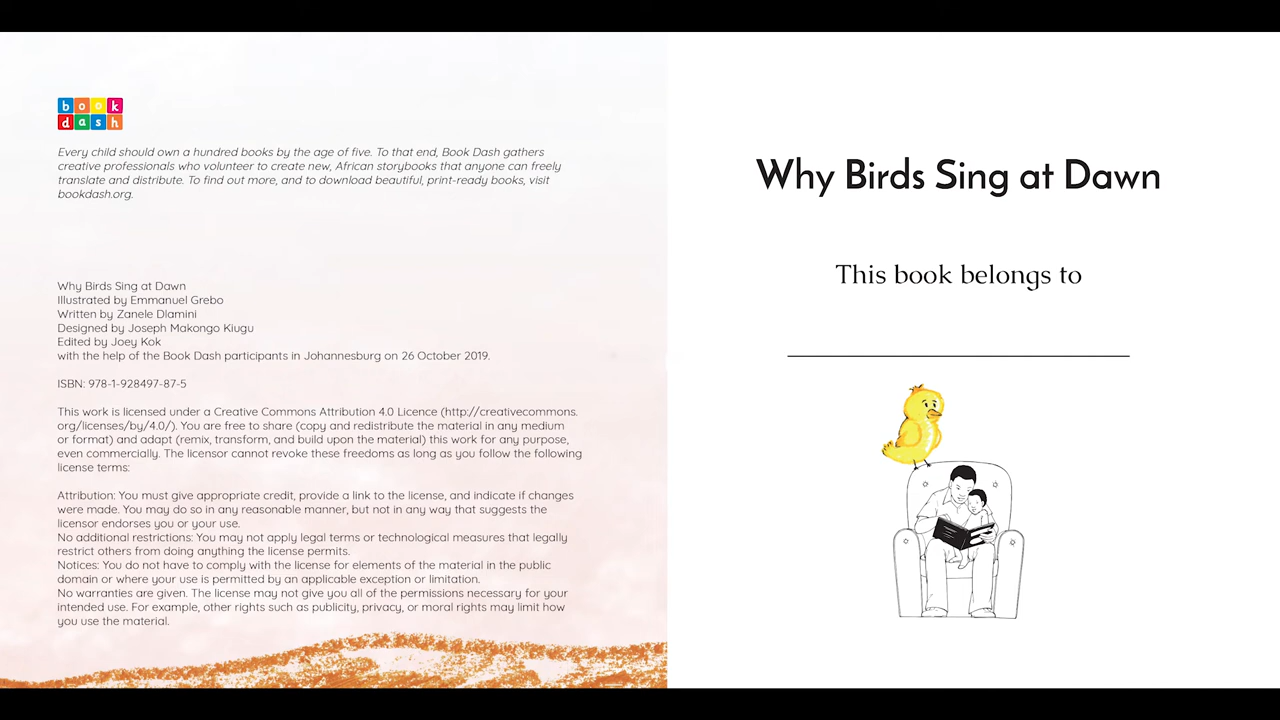 book
dash
Every child should own a hundred books by the age of five. To that end, Book Dash gathers
creative professionals who volunteer to create new, African storybooks that anyone can freely
translate and distribute. To find out more, and to download beautiful, print-ready books, visit
bookdash.org.
Why Birds Sing at Dawn
Illustrated by Emmanuel Grebo
Written by Zanele Dlamini
Designed by Joseph Makongo Kiugu
Edited by Joey Kok
with the help of the Book Dash participants in Johannesburg on 26 October 2019.
ISBN: 978-1-928497-87-5
This work is licensed under a Creative Commons Attribution 4.0 Licence (http://creativecommons.
org/licenses/by/4.0/). You are free to share (copy and redistribute the material in any medium
or format) and adapt (remix, transform, and build upon the material) this work for any purpose,
even commercially. The licensor cannot revoke these freedoms as long as you follow the following
license terms:
Attribution: You must give appropriate credit, provide a link to the license, and indicate if changes
were made. You may do so in any reasonable manner, but not in any way that suggests the
licensor endorses you or your use.
No additional restrictions: You may not apply legal terms or technological measures that legally
restrict others from doing anything the license permits.
Notices: You do not have to comply with the license for elements of the material in the public
domain or where your use is permitted by an applicable exception or limitation.
No warranties are given. The license may not give you all of the permissions necessary for your
intended use. For example, other rights such as publicity, privacy, or moral rights may limit how
you use the material.
Why Birds Sing at Dawn
This book belongs to